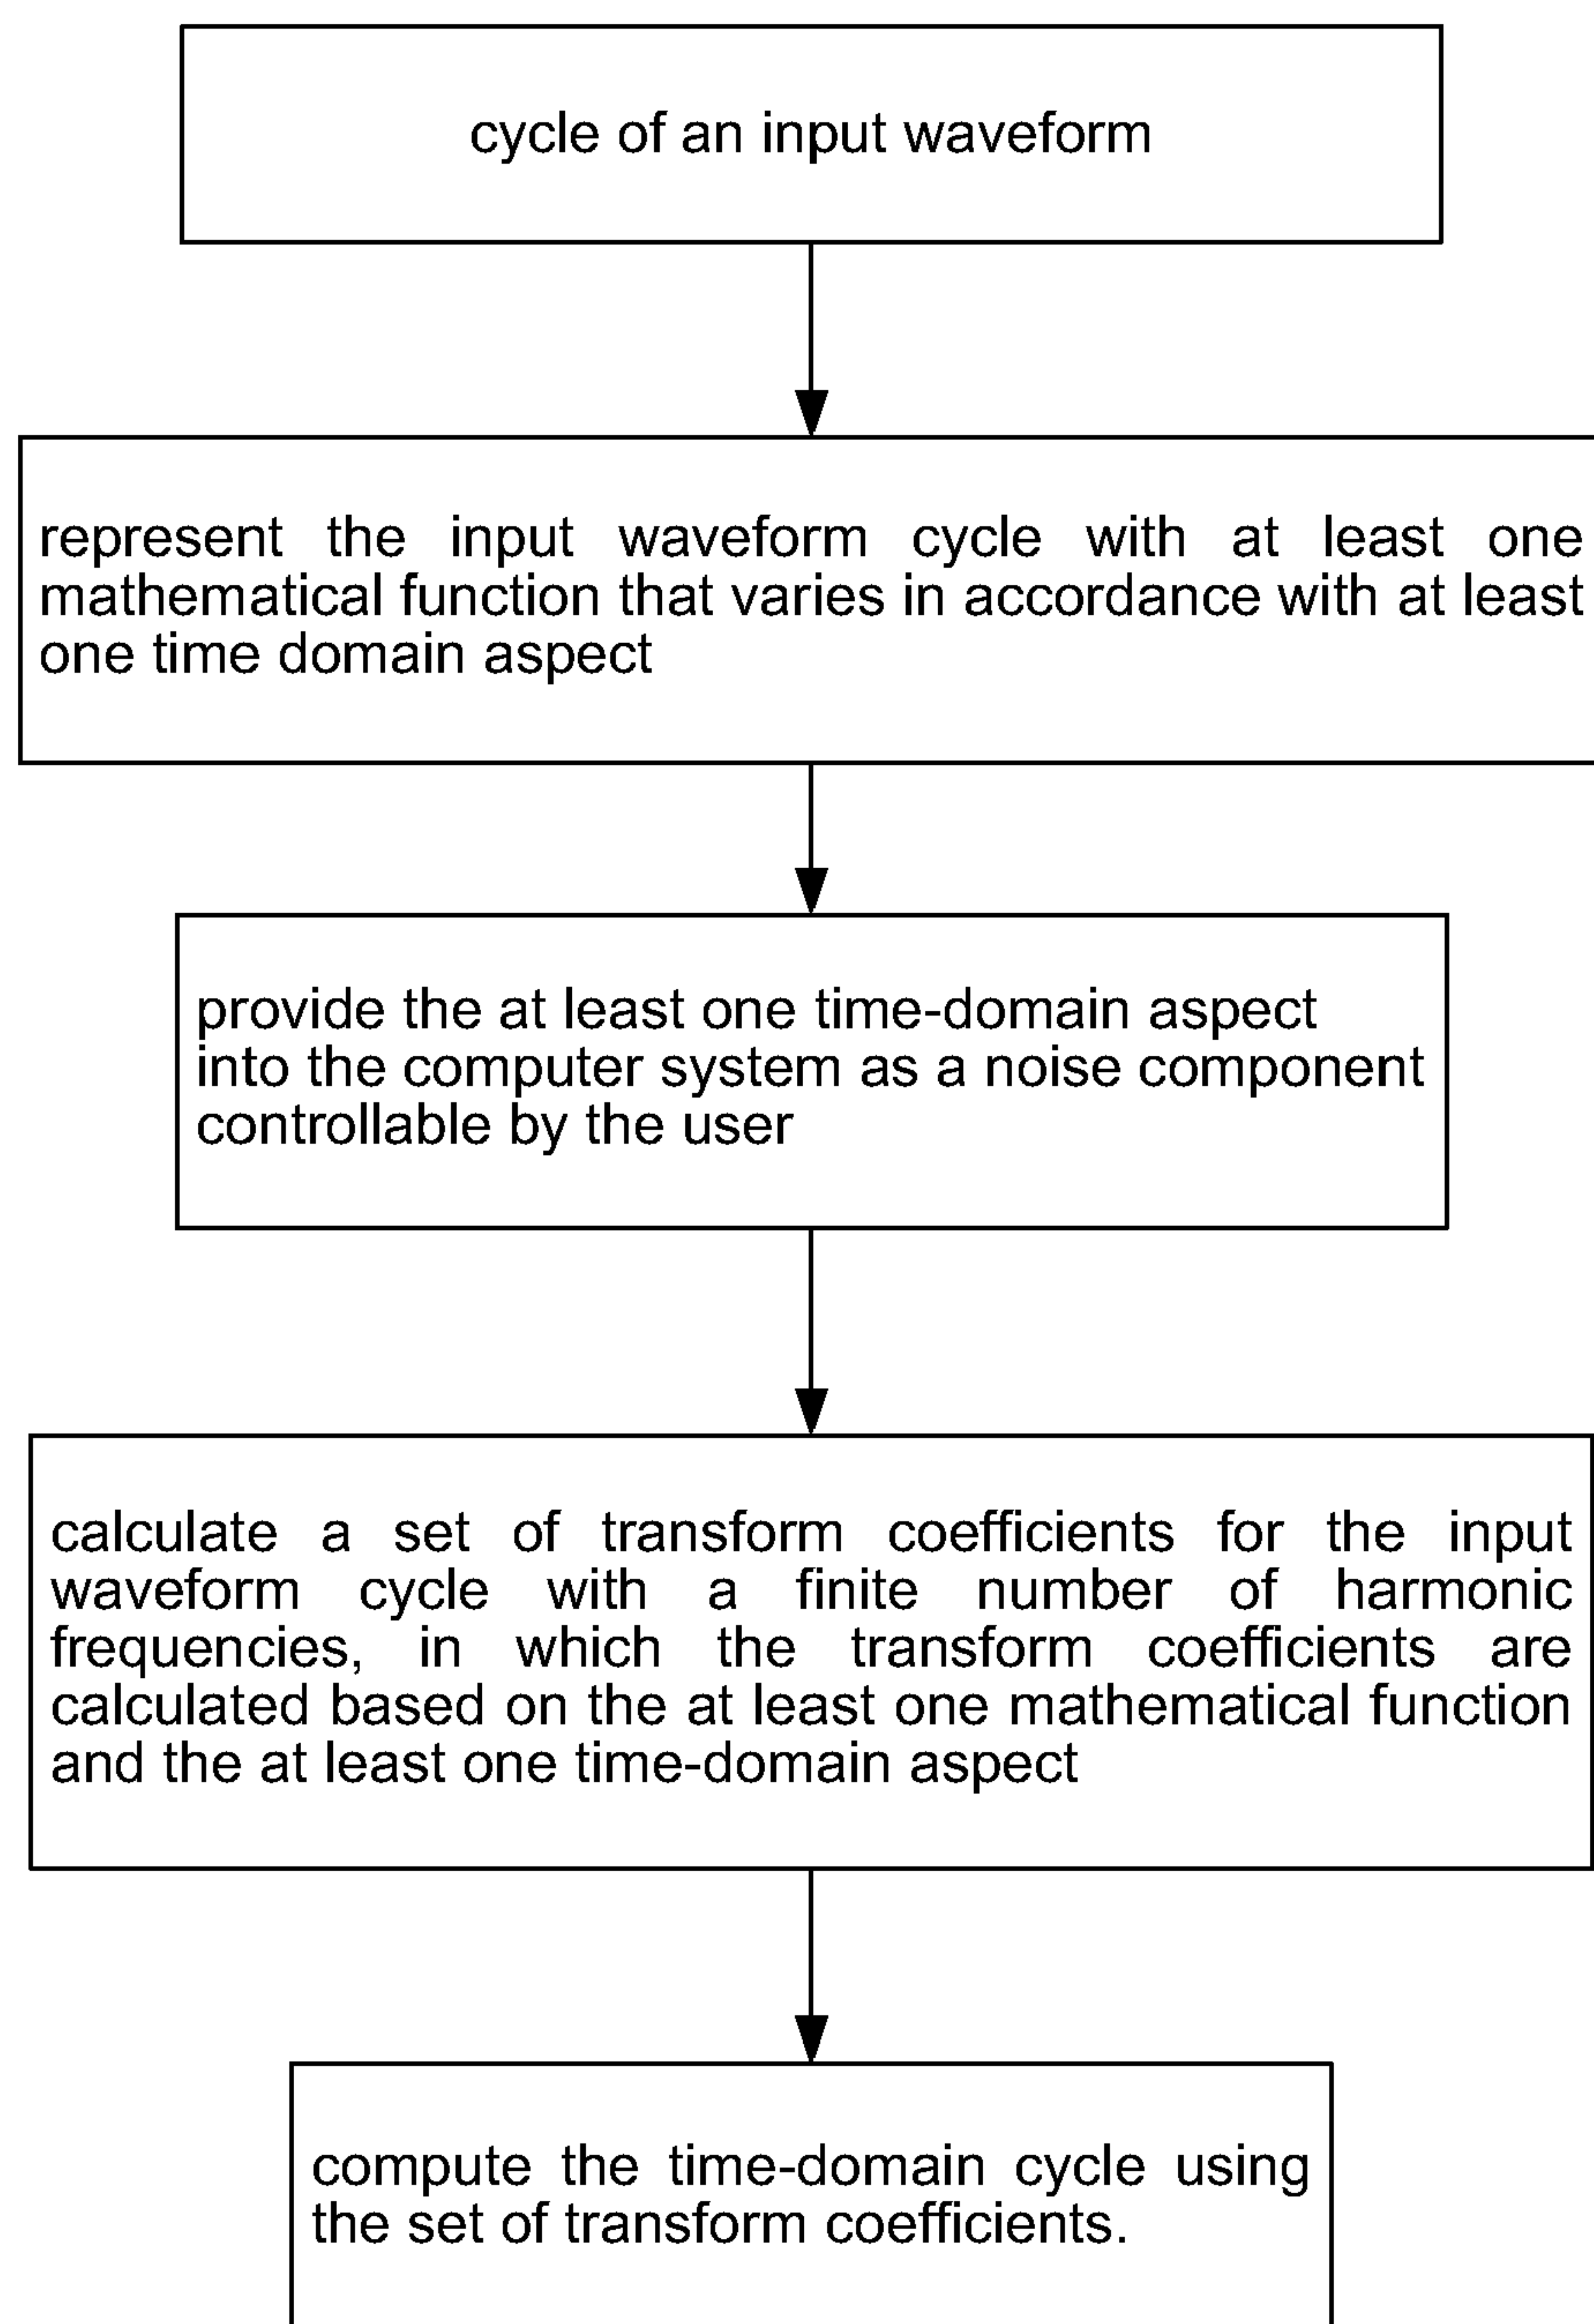 cycle of an input waveform
represent the input waveform cycle with at least one
mathematical function that varies in accordance with at least
one time domain aspect
provide the at least one time-domain aspect
into the computer system as a noise component
controllable by the user
calculate a set of transform coefficients for the input
waveform cycle with a finite number of harmonic
frequencies, in which the transform coefficients are
calculated based on the at least one mathematical function
and the at least one time-domain aspect
compute the time-domain cycle using
the set of transform coefficients.